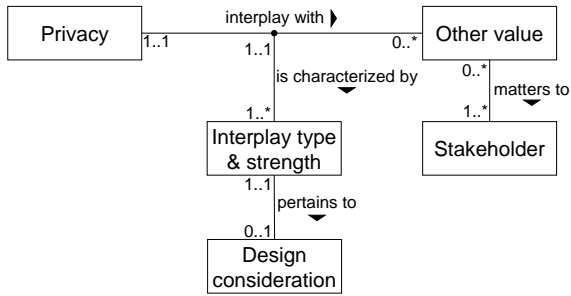 interplay with
Privacy
Other value
1..1
1..1
0..*
0..*
is characterized by
matters to
1..*
1..*
Interplay type
& strength
Stakeholder
1..1
pertains to
0..1
Design
consideration